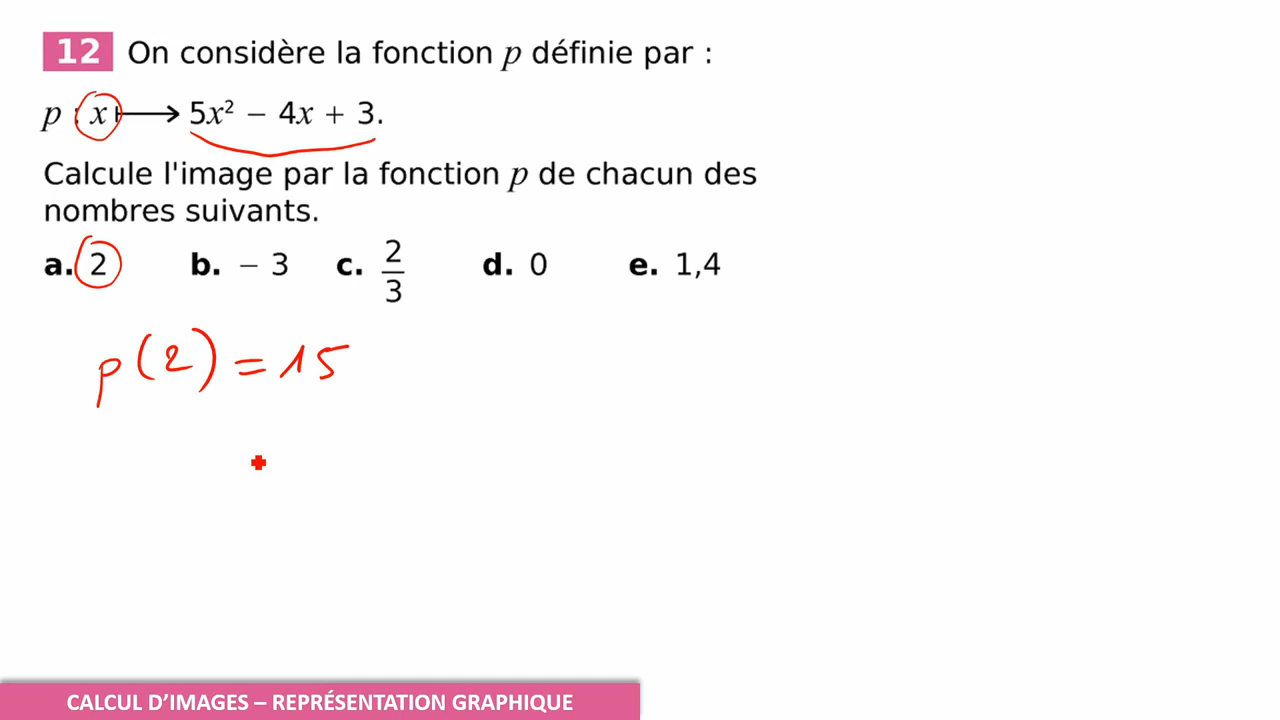 12 On considère la fonction p définie par :
p : x ⟼ 5x² − 4x + 3.
Calcule l'image par la fonction p de chacun des
nombres suivants.
a. 2 b. − 3 c. 2/3 d. 0 e. 1,4
p(2) = 15
CALCUL D’IMAGES – REPRÉSENTATION GRAPHIQUE